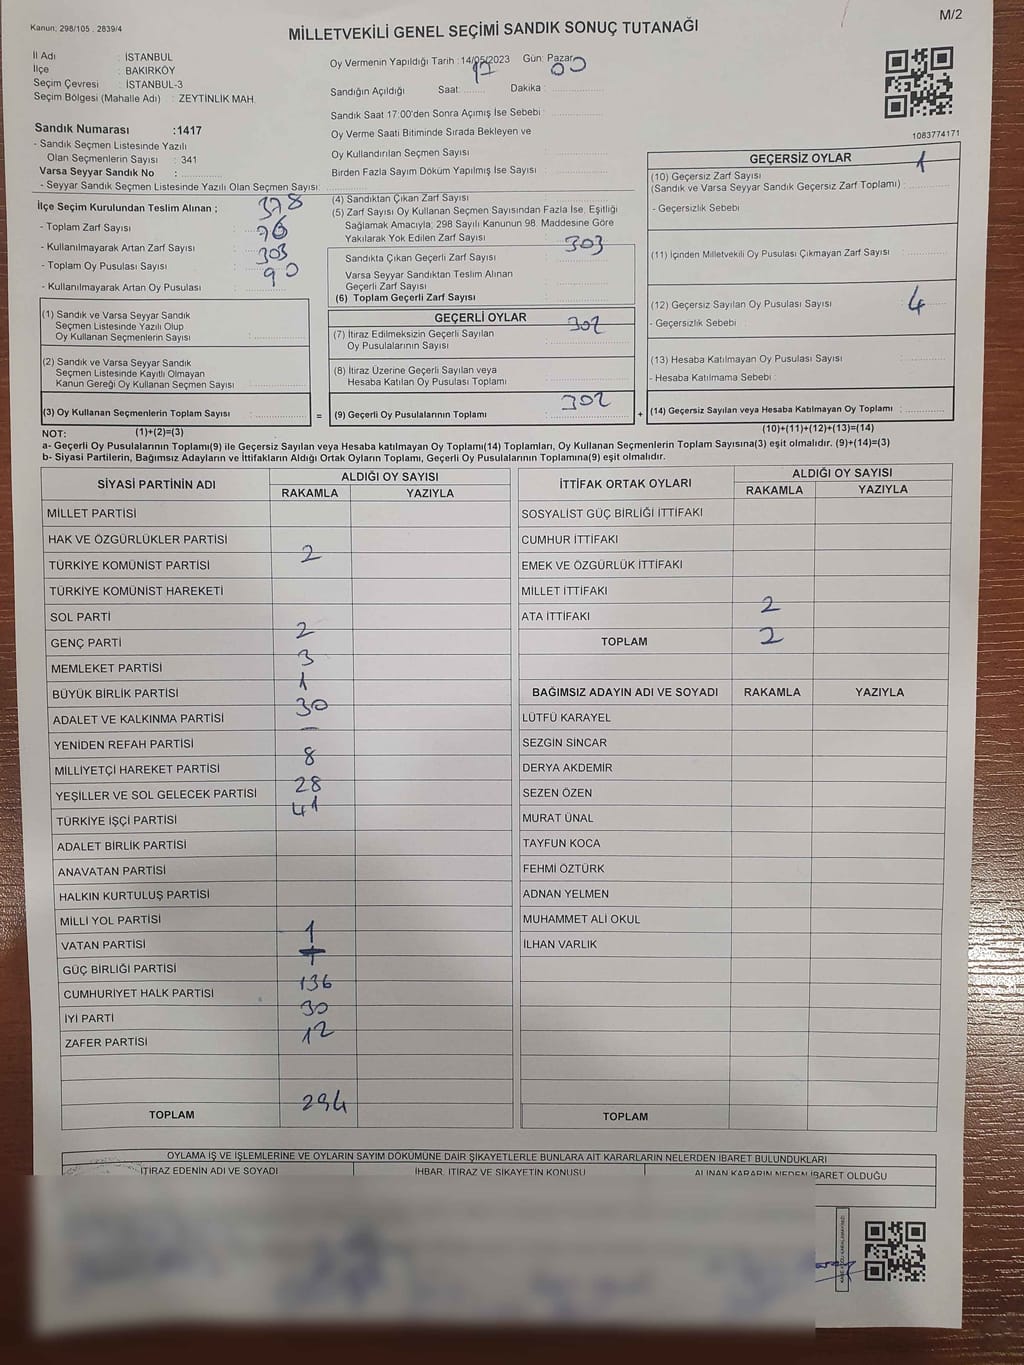 Kanun: 298/105 . 2839/4
MİLLETVEKİLİ GENEL SEÇİMİ SANDIK SONUÇ TUTANAĞI
M/2
İl Adı : İSTANBUL
İlçe : BAKIRKÖY
Seçim Çevresi : İSTANBUL-3
Seçim Bölgesi (Mahalle Adı) : ZEYTİNLİK MAH.
Sandık Numarası :1417
- Sandık Seçmen Listesinde Yazılı
Olan Seçmenlerin Sayısı : 341
Varsa Seyyar Sandık No :
- Seyyar Sandık Seçmen Listesinde Yazılı Olan Seçmen Sayısı:
Oy Vermenin Yapıldığı Tarih : 14/05/2023 Gün: Pazar
17 00
Sandığın Açıldığı Saat: Dakika :
Sandık Saat 17:00'den Sonra Açımış İse Sebebi :
Oy Verme Saati Bitiminde Sırada Bekleyen ve
Oy Kullandırılan Seçmen Sayısı
Birden Fazla Sayım Döküm Yapılmış İse Sayısı :
1083774171
İlçe Seçim Kurulundan Teslim Alınan ; 378
- Toplam Zarf Sayısı : 76
- Kullanılmayarak Artan Zarf Sayısı : 303
- Toplam Oy Pusulası Sayısı : 90
- Kullanılmayarak Artan Oy Pusulası :
(4) Sandıktan Çıkan Zarf Sayısı :
(5) Zarf Sayısı Oy Kullanan Seçmen Sayısından Fazla İse, Eşitliği
Sağlamak Amacıyla; 298 Sayılı Kanunun 98. Maddesine Göre
Yakılarak Yok Edilen Zarf Sayısı : 303
Sandıkta Çıkan Geçerli Zarf Sayısı :
Varsa Seyyar Sandıktan Teslim Alınan
Geçerli Zarf Sayısı :
(6) Toplam Geçerli Zarf Sayısı :
GEÇERSİZ OYLAR 1
(10) Geçersiz Zarf Sayısı
(Sandık ve Varsa Seyyar Sandık Geçersiz Zarf Toplamı) :
- Geçersizlik Sebebi
(11) İçinden Milletvekili Oy Pusulası Çıkmayan Zarf Sayısı :
(12) Geçersiz Sayılan Oy Pusulası Sayısı : 4
- Geçersizlik Sebebi :
(13) Hesaba Katılmayan Oy Pusulası Sayısı :
- Hesaba Katılmama Sebebi :
(14) Geçersiz Sayılan veya Hesaba Katılmayan Oy Toplamı :
(10)+(11)+(12)+(13)=(14)
(1) Sandık ve Varsa Seyyar Sandık
Seçmen Listesinde Yazılı Olup
Oy Kullanan Seçmenlerin Sayısı :
(2) Sandık ve Varsa Seyyar Sandık
Seçmen Listesinde Kayıtlı Olmayan
Kanun Gereği Oy Kullanan Seçmen Sayısı :
(3) Oy Kullanan Seçmenlerin Toplam Sayısı :
(1)+(2)=(3)
=
GEÇERLİ OYLAR 302
(7) İtiraz Edilmeksizin Geçerli Sayılan
Oy Pusulalarının Sayısı :
(8) İtiraz Üzerine Geçerli Sayılan veya
Hesaba Katılan Oy Pusulası Toplamı :
(9) Geçerli Oy Pusulalarının Toplamı : 302
+
NOT:
a- Geçerli Oy Pusulalarının Toplamı(9) ile Geçersiz Sayılan veya Hesaba katılmayan Oy Toplamı(14) Toplamları, Oy Kullanan Seçmenlerin Toplam Sayısına(3) eşit olmalıdır. (9)+(14)=(3)
b- Siyasi Partilerin, Bağımsız Adayların ve İttifakların Aldığı Ortak Oyların Toplamı, Geçerli Oy Pusulalarının Toplamına(9) eşit olmalıdır.
SİYASİ PARTİNİN ADI ALDIĞI OY SAYISI
RAKAMLA YAZIYLA
MİLLET PARTİSİ
HAK VE ÖZGÜRLÜKLER PARTİSİ
TÜRKİYE KOMÜNİST PARTİSİ 2
TÜRKİYE KOMÜNİST HAREKETİ
SOL PARTİ
GENÇ PARTİ 2
MEMLEKET PARTİSİ 3
BÜYÜK BİRLİK PARTİSİ 1
ADALET VE KALKINMA PARTİSİ 30
YENİDEN REFAH PARTİSİ —
MİLLİYETÇİ HAREKET PARTİSİ 8
YEŞİLLER VE SOL GELECEK PARTİSİ 28
TÜRKİYE İŞÇİ PARTİSİ 41
ADALET BİRLİK PARTİSİ
ANAVATAN PARTİSİ
HALKIN KURTULUŞ PARTİSİ
MİLLİ YOL PARTİSİ
VATAN PARTİSİ 1
GÜÇ BİRLİĞİ PARTİSİ
CUMHURİYET HALK PARTİSİ 136
İYİ PARTİ 30
ZAFER PARTİSİ 12
TOPLAM 294
İTTİFAK ORTAK OYLARI ALDIĞI OY SAYISI
RAKAMLA YAZIYLA
SOSYALİST GÜÇ BİRLİĞİ İTTİFAKI
CUMHUR İTTİFAKI
EMEK VE ÖZGÜRLÜK İTTİFAKI
MİLLET İTTİFAKI
ATA İTTİFAKI 2
TOPLAM 2
BAĞIMSIZ ADAYIN ADI VE SOYADI RAKAMLA YAZIYLA
LÜTFÜ KARAYEL
SEZGİN SİNCAR
DERYA AKDEMİR
SEZEN ÖZEN
MURAT ÜNAL
TAYFUN KOCA
FEHMİ ÖZTÜRK
ADNAN YELMEN
MUHAMMET ALİ OKUL
İLHAN VARLIK
TOPLAM
OYLAMA İŞ VE İŞLEMLERİNE VE OYLARIN SAYIM DÖKÜMÜNE DAİR ŞİKAYETLERLE BUNLARA AİT KARARLARIN NELERDEN İBARET BULUNDUKLARI
İTİRAZ EDENİN ADI VE SOYADI İHBAR, İTİRAZ VE ŞİKAYETİN KONUSU ALINAN KARARIN NEDEN İBARET OLDUĞU